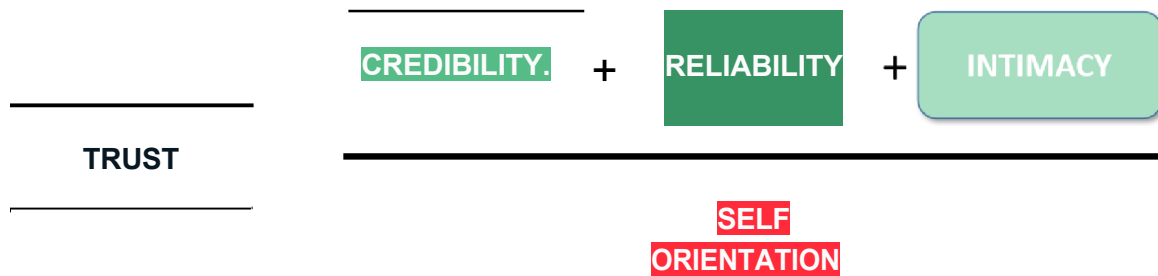 CREDIBILITY. + RELIABILITY + INTIMACY
TRUST
SELF
ORIENTATION